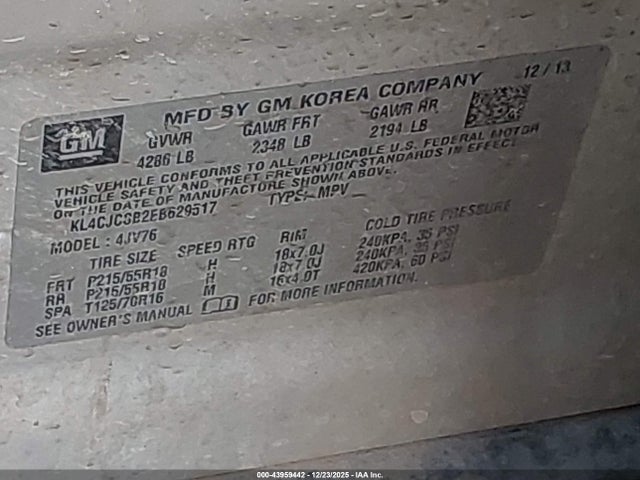 MFD BY GM KOREA COMPANY 12/13
GM GVWR GAWR FRT GAWR RR
4286 LB 2348 LB 2194 LB
THIS VEHICLE CONFORMS TO ALL APPLICABLE U.S. FEDERAL MOTOR
VEHICLE SAFETY AND THEFT PREVENTION STANDARDS IN EFFECT
ON THE DATE OF MANUFACTURE SHOWN ABOVE.
KL4CJCSB2EB629517 TYPE: MPV
MODEL: 4JV76
TIRE SIZE SPEED RTG RIM COLD TIRE PRESSURE
FRT P215/55R18 H 18x7.0J 240KPA, 35 PSI
RR P215/55R18 H 18x7.0J 240KPA, 35 PSI
SPA T125/70R16 M 16x4.0T 420KPA, 60 PSI
SEE OWNER'S MANUAL FOR MORE INFORMATION.
000-43959442 - 12/23/2025 - IAA Inc.